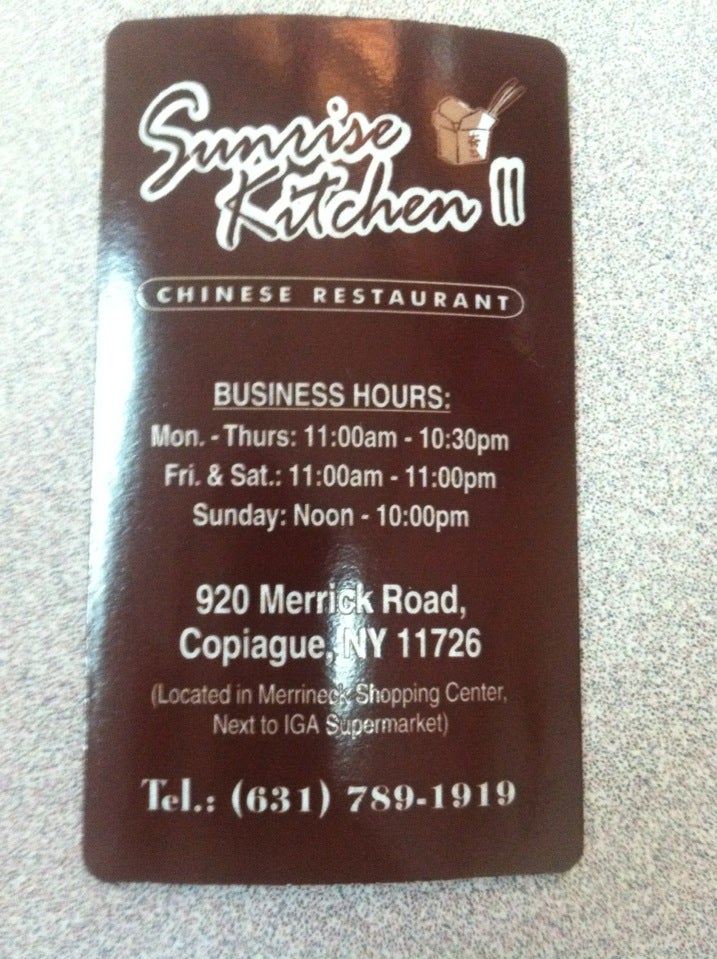 Sunrise
Kitchen II
CHINESE RESTAURANT
BUSINESS HOURS:
Mon. - Thurs: 11:00am - 10:30pm
Fri. & Sat.: 11:00am - 11:00pm
Sunday: Noon - 10:00pm
920 Merrick Road,
Copiague, NY 11726
(Located in Merrineck Shopping Center,
Next to IGA Supermarket)
Tel.: (631) 789-1919